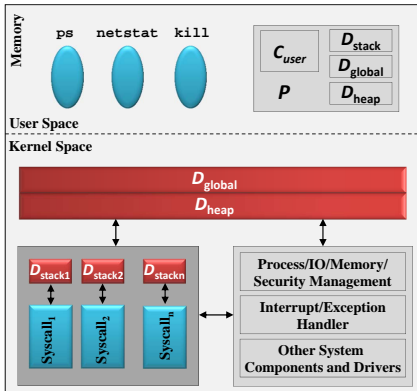 Memory
ps netstat kill
C_user
P
D_stack
D_global
D_heap
User Space
Kernel Space
D_global
D_heap
D_stack1 D_stack2 D_stackn
Syscall_1 Syscall_2 Syscall_n
Process/IO/Memory/
Security Management
Interrupt/Exception
Handler
Other System
Components and Drivers